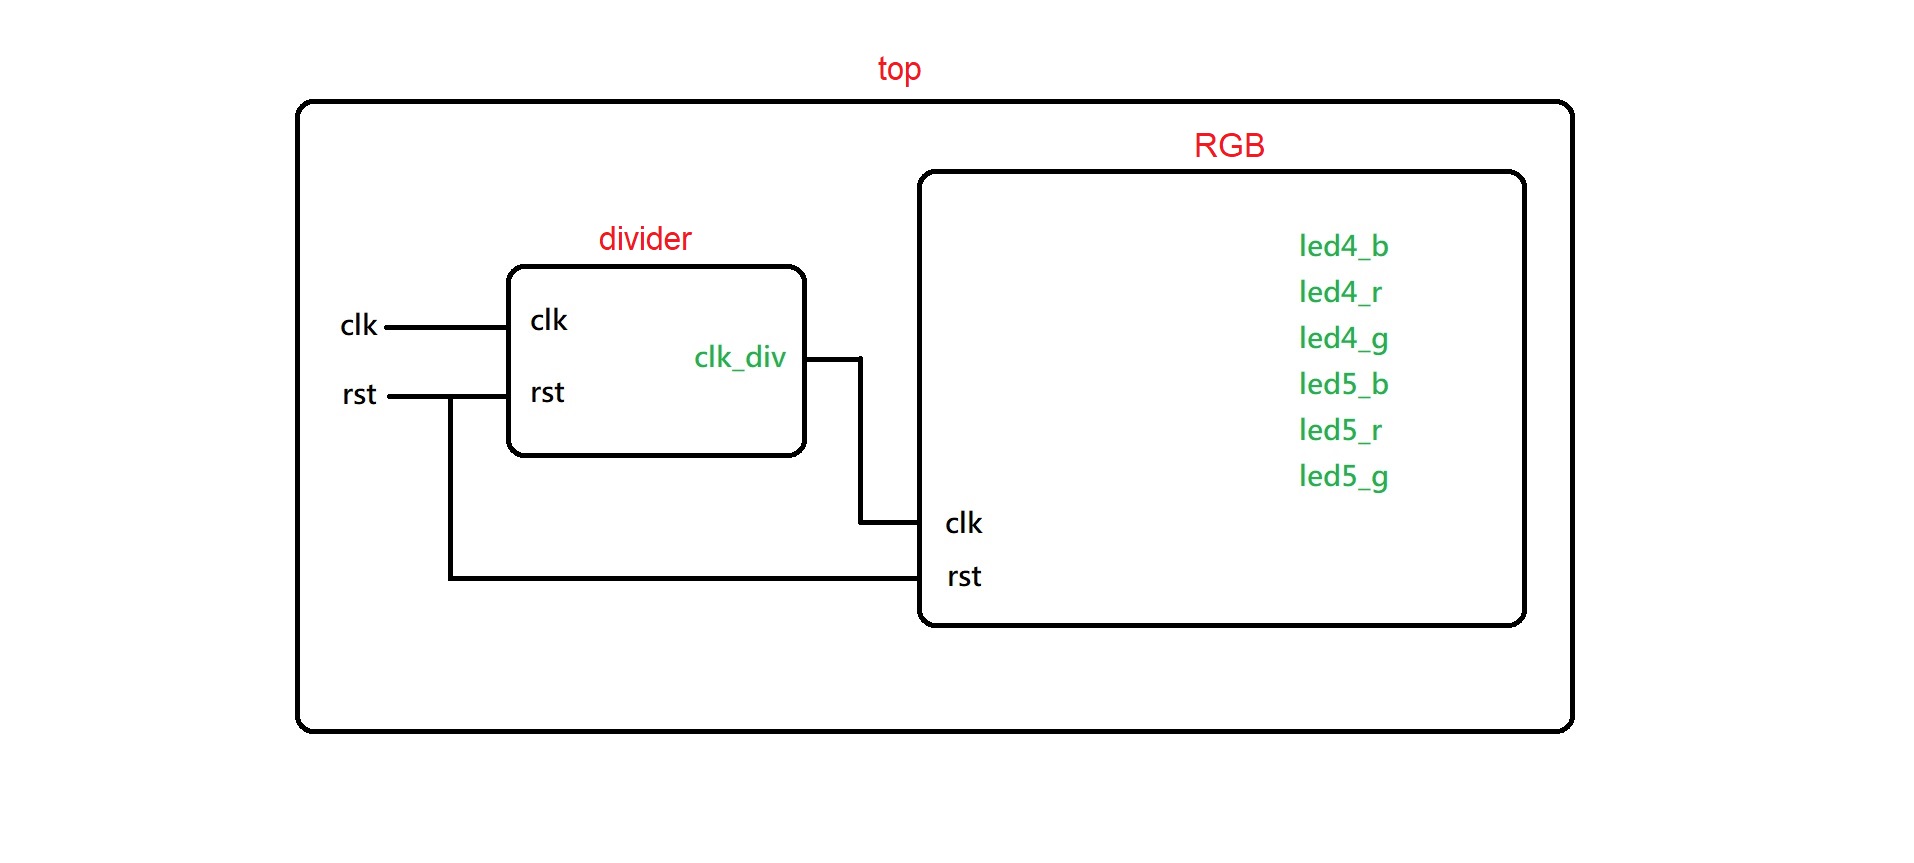 top
RGB
divider
clk
clk
clk_div
rst
rst
led4_b
led4_r
led4_g
led5_b
led5_r
led5_g
clk
rst